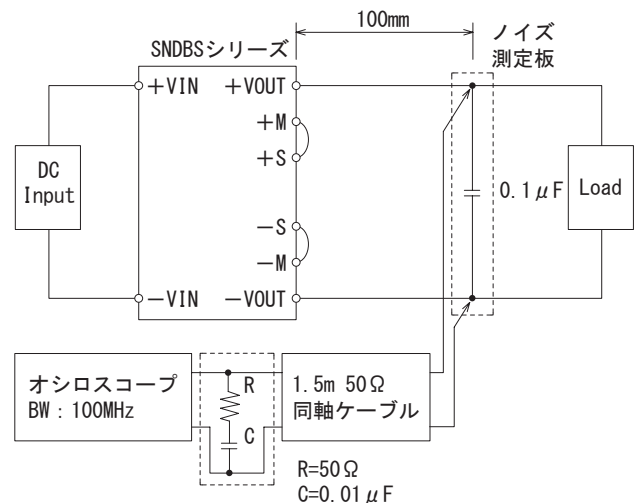 100mm
ノイズ
測定板
SNDBSシリーズ
+VIN
+VOUT
+M
+S
DC
Input
0.1μF
Load
−S
−M
−VIN
−VOUT
オシロスコープ
BW：100MHz
R
C
1.5m 50Ω
同軸ケーブル
R=50Ω
C=0.01μF